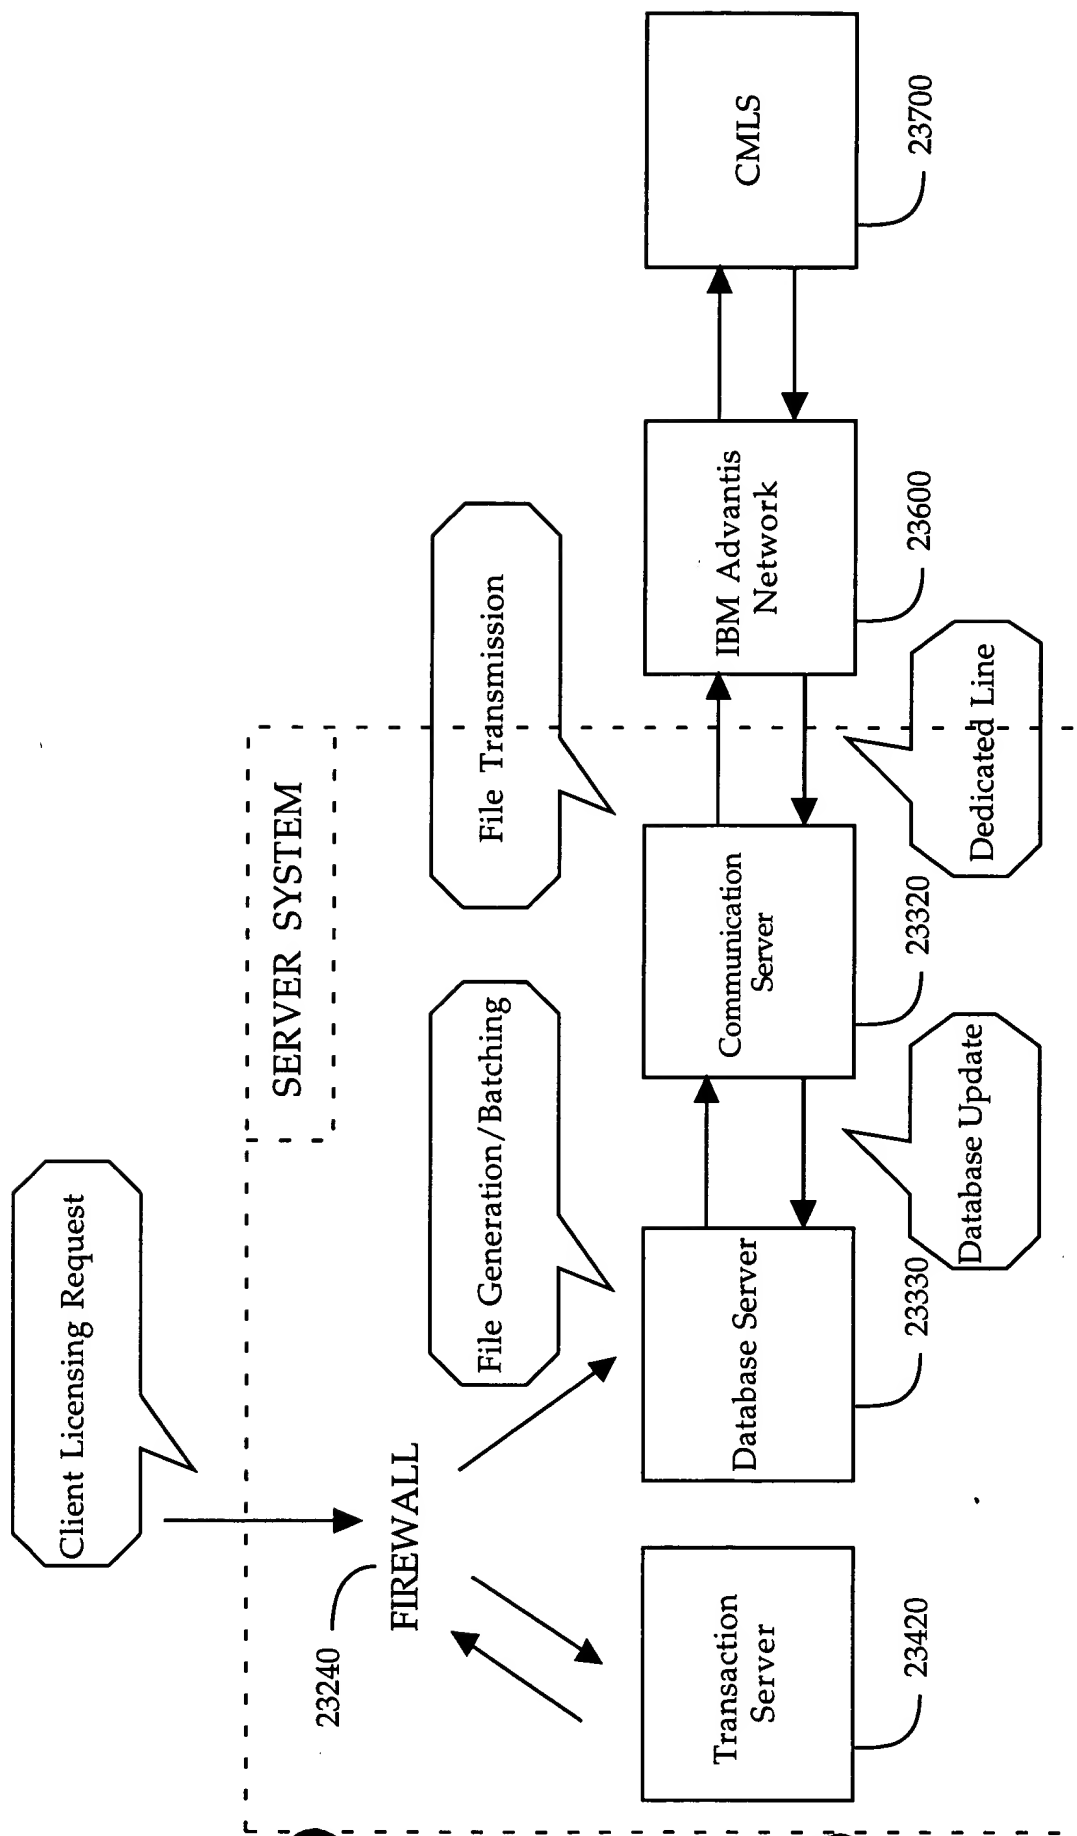 Client Licensing Request
SERVER SYSTEM
23240
FIREWALL
File Generation/Batching
File Transmission
Transaction
Server
Database Server
Communication
Server
IBM Advantis
Network
CMLS
23420
23330
23320
23600
23700
Database Update
Dedicated Line